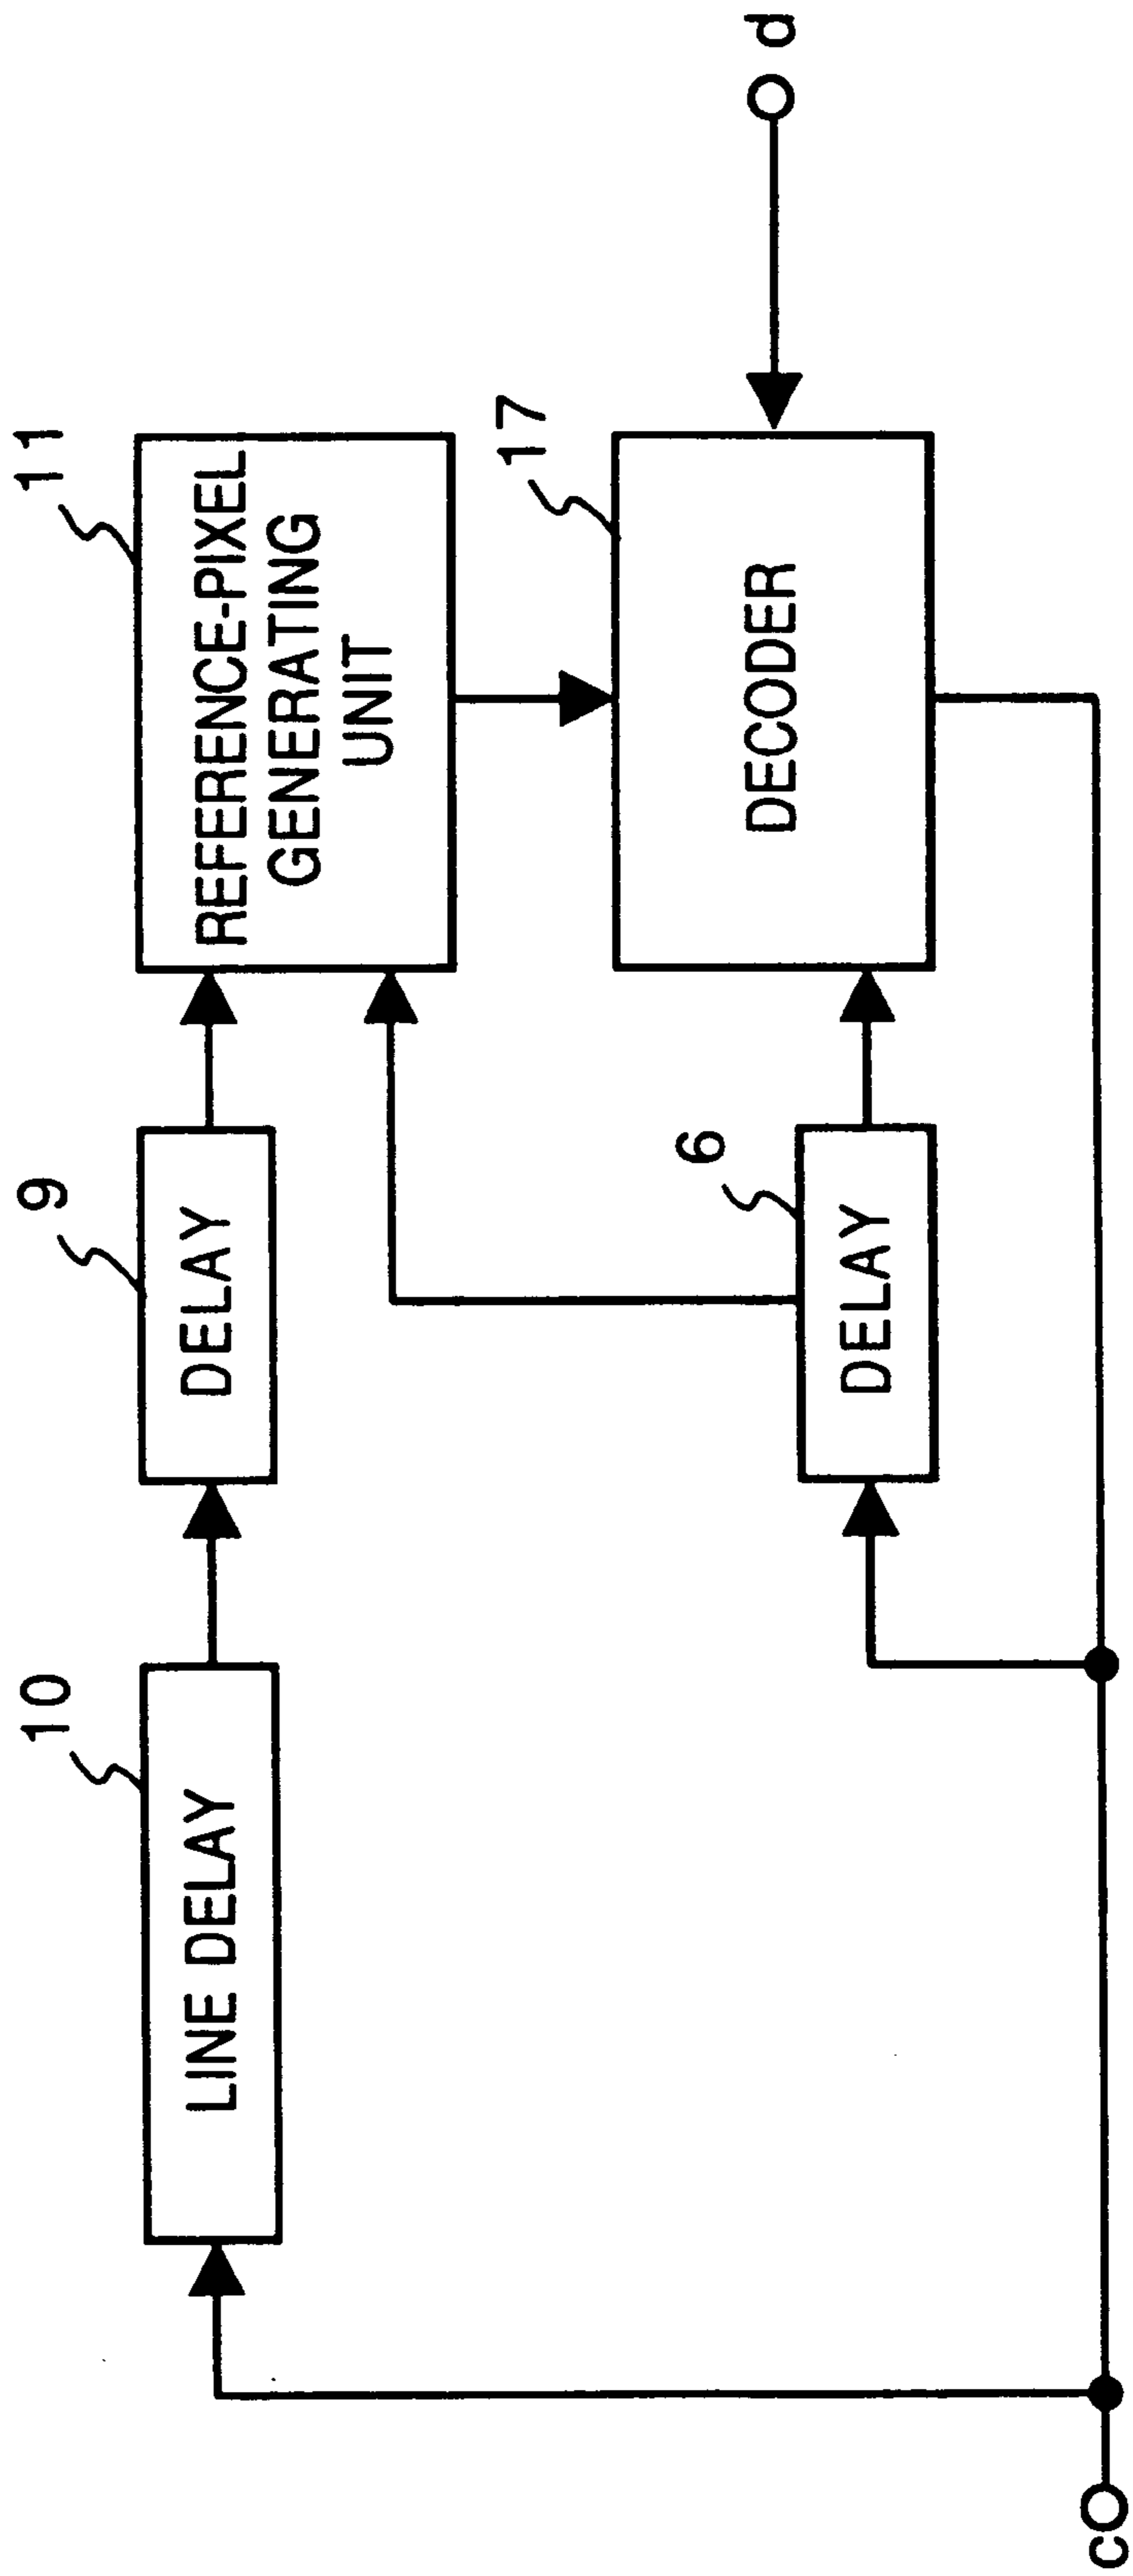 10
LINE DELAY
9
DELAY
11
REFERENCE-PIXEL
GENERATING
UNIT
6
DELAY
17
DECODER
d
c